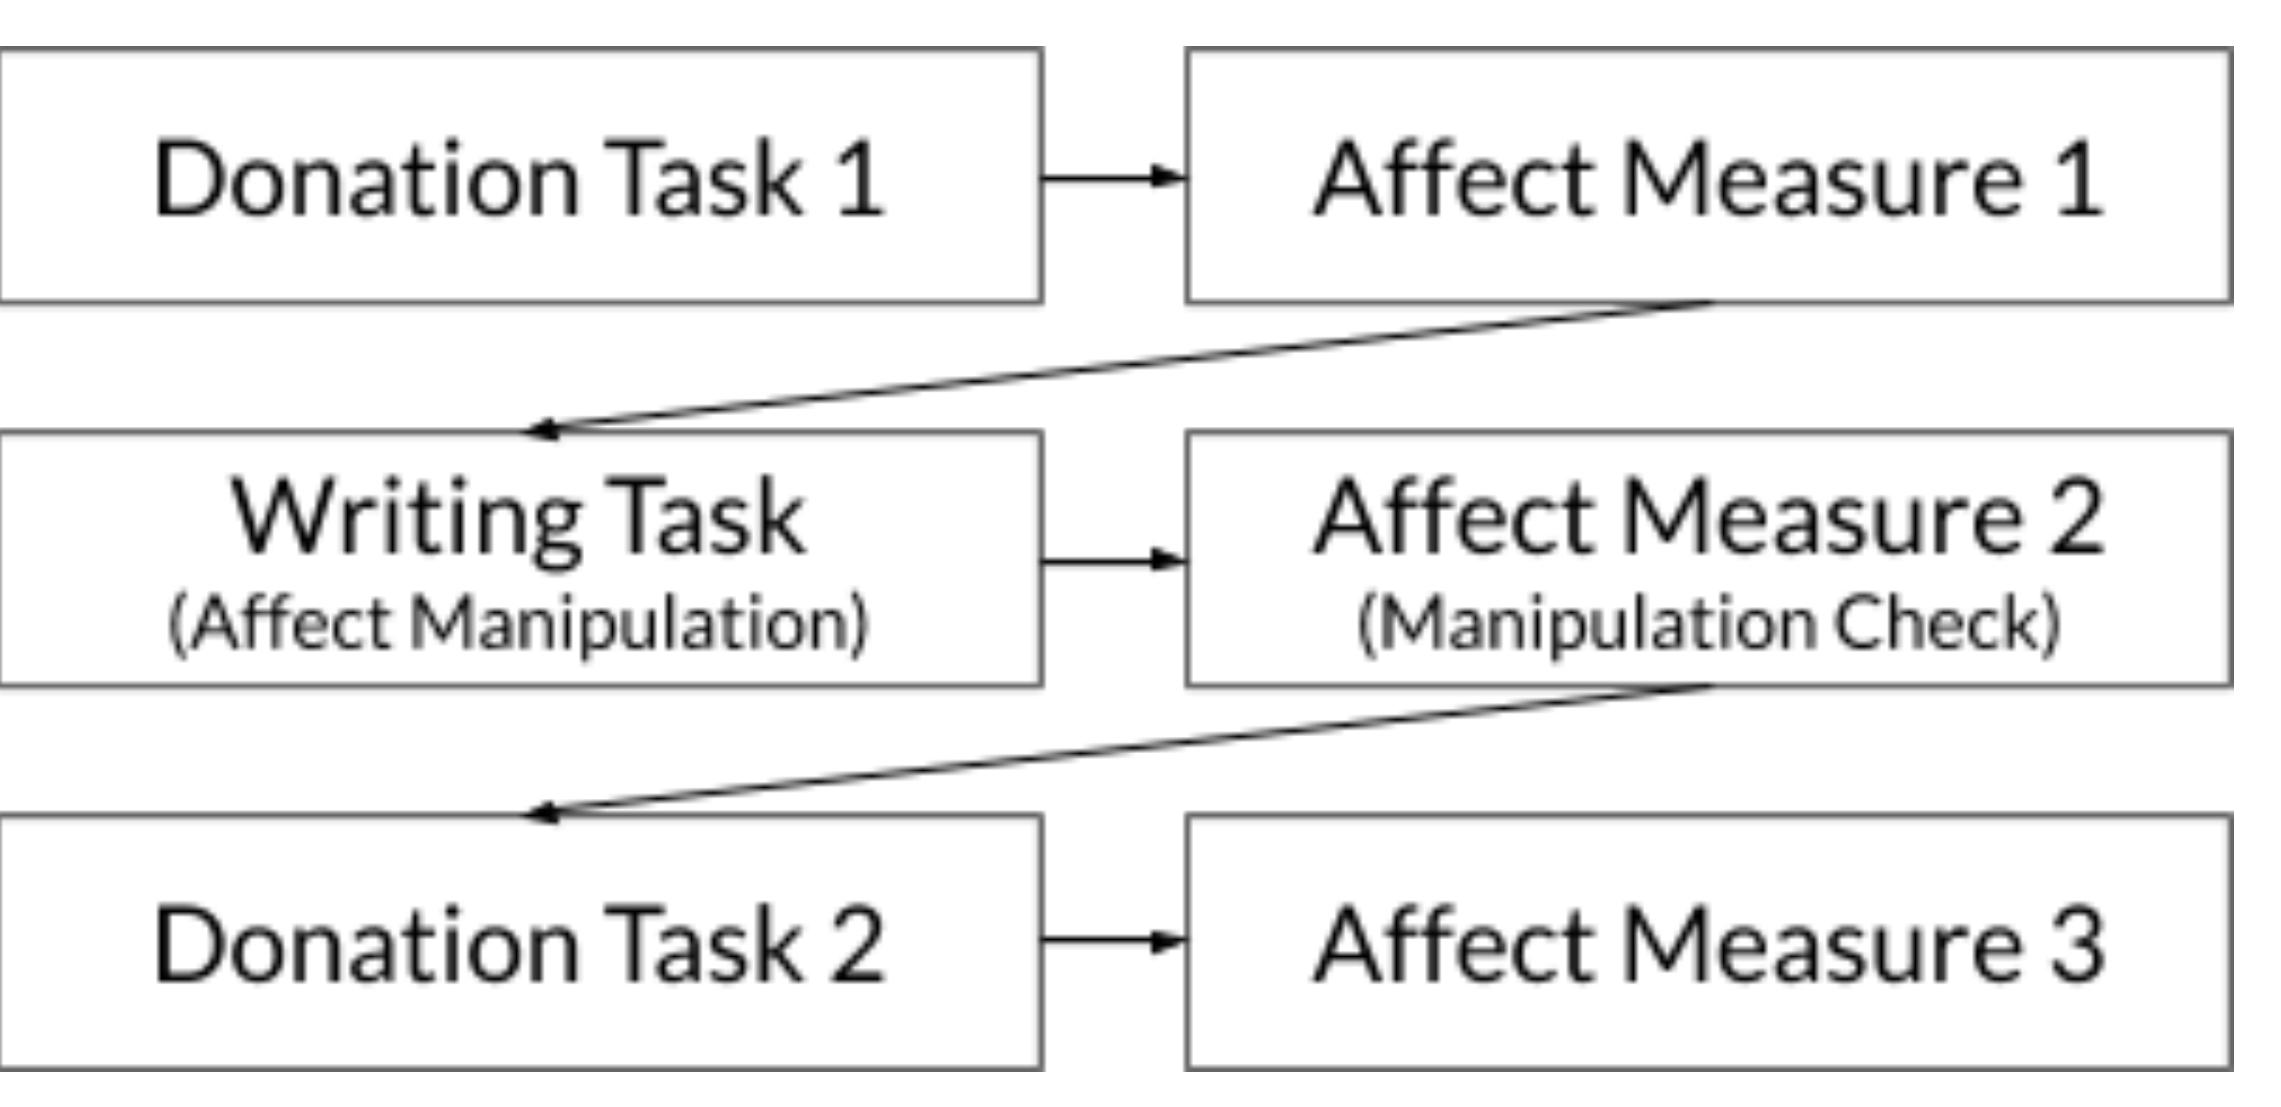 Donation Task 1
Affect Measure 1
Writing Task
(Affect Manipulation)
Affect Measure 2
(Manipulation Check)
Donation Task 2
Affect Measure 3